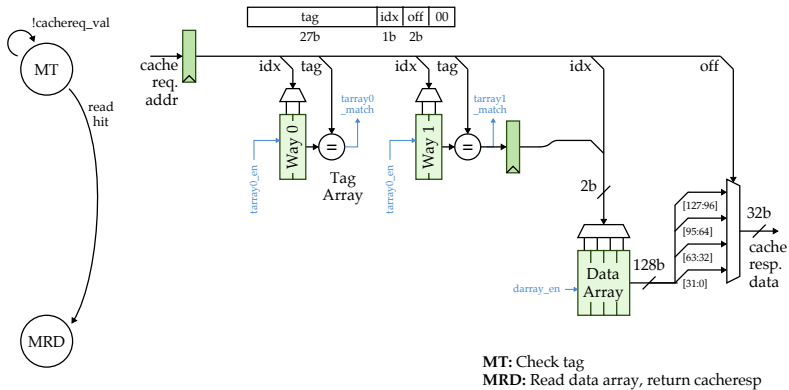 !cachereq_val
MT
read
hit
MRD
tag idx off 00
27b 1b 2b
cache
req.
addr
idx tag
idx tag
idx
off
tarray0
_match
tarray1
_match
Way 0
=
Way 1
=
tarray0_en
tarray0_en
Tag
Array
2b
Data
Array
darray_en
128b
[127:96]
[95:64]
[63:32]
[31:0]
32b
cache
resp.
data
MT: Check tag
MRD: Read data array, return cacheresp